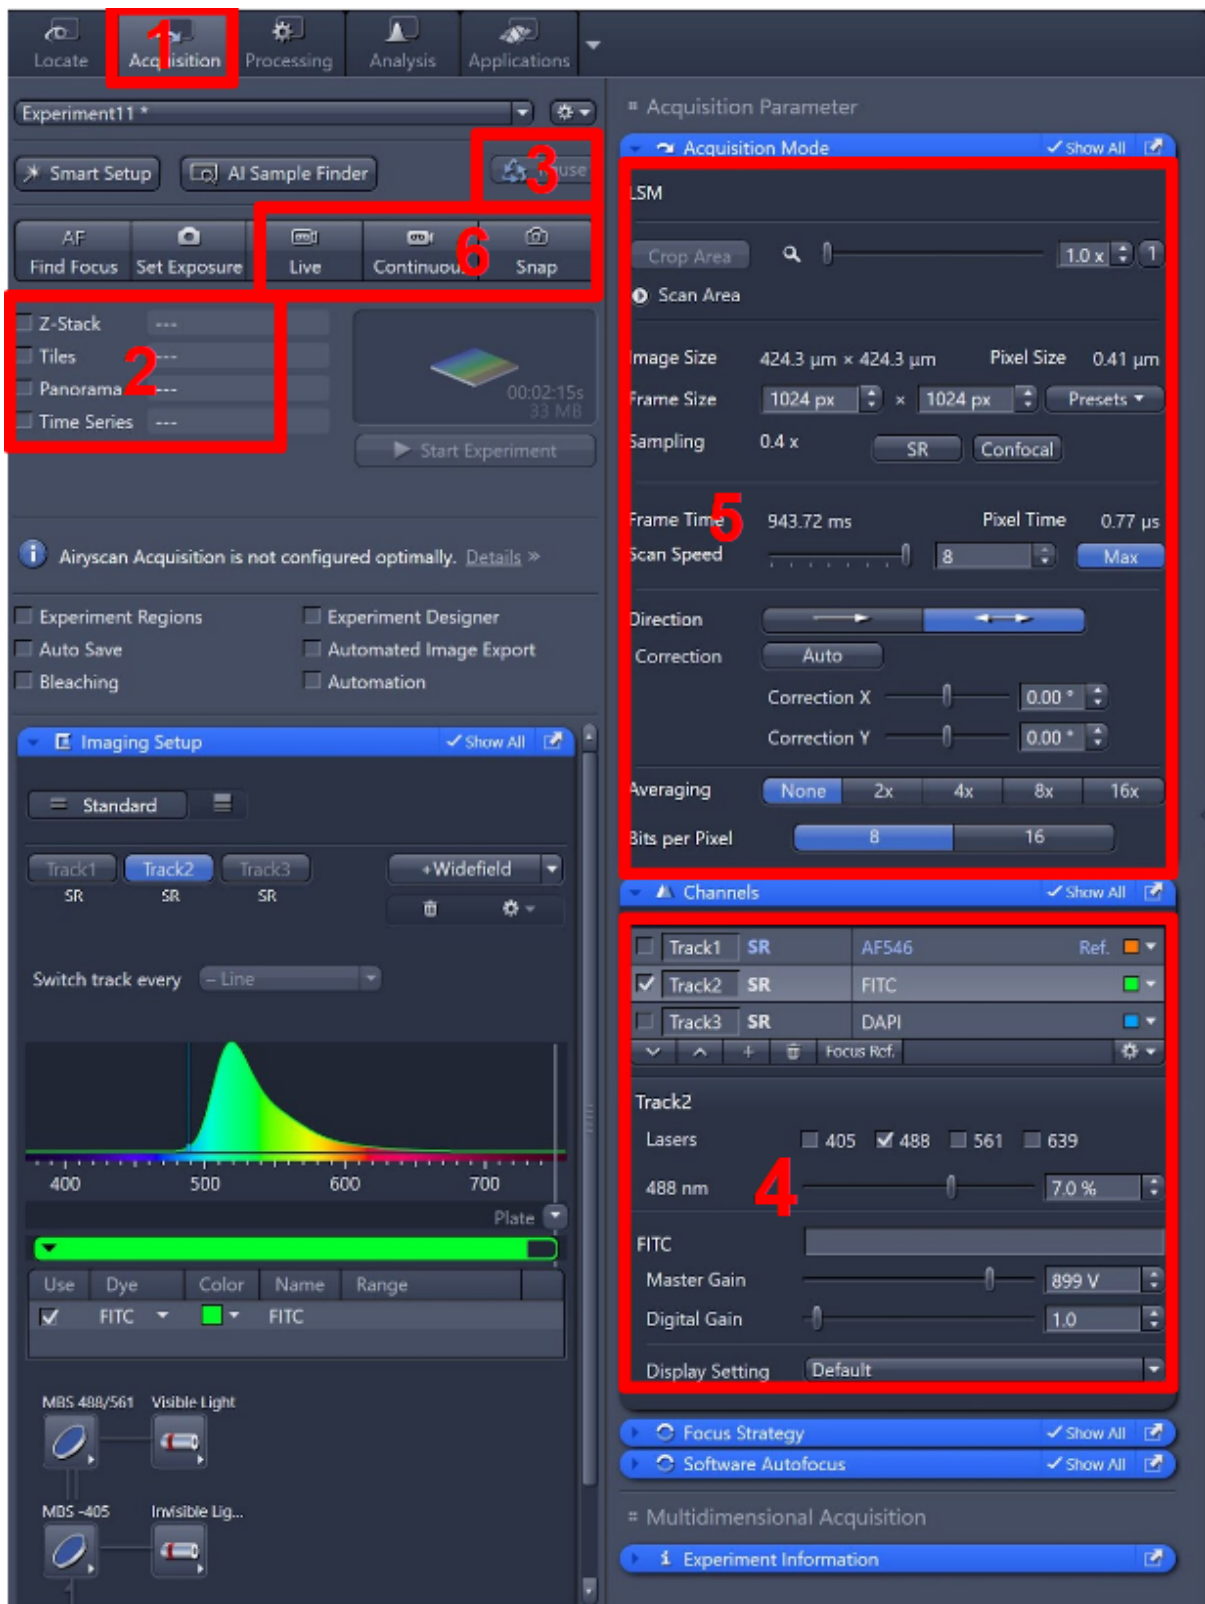 Locate Acquisition Processing Analysis Applications
1
Experiment11 *
Smart Setup AI Sample Finder
3
AF
Find Focus Set Exposure Live Continuous Snap
6
Z-Stack ---
Tiles ---
Panorama ---
Time Series ---
2
00:02:15s
33 MB
Start Experiment
Airyscan Acquisition is not configured optimally. Details »
Experiment Regions Experiment Designer
Auto Save Automated Image Export
Bleaching Automation
Imaging Setup Show All
Standard
Track1 Track2 Track3 +Widefield
SR SR SR
Switch track every – Line
400 500 600 700
Plate
Use Dye Color Name Range
FITC FITC
MBS 488/561 Visible Light
MBS -405 Invisible Lig...
Acquisition Parameter
Acquisition Mode Show All
LSM
Crop Area 1.0 x 1
Scan Area
Image Size 424.3 µm × 424.3 µm Pixel Size 0.41 µm
Frame Size 1024 px × 1024 px Presets
Sampling 0.4 x SR Confocal
Frame Time 943.72 ms Pixel Time 0.77 µs
5
Scan Speed 8 Max
Direction
Correction Auto
Correction X 0.00 °
Correction Y 0.00 °
Averaging None 2x 4x 8x 16x
Bits per Pixel 8 16
Channels Show All
Track1 SR AF546 Ref.
Track2 SR FITC
Track3 SR DAPI
Focus Ref.
Track2
Lasers 405 488 561 639
488 nm 7.0 %
4
FITC
Master Gain 899 V
Digital Gain 1.0
Display Setting Default
Focus Strategy Show All
Software Autofocus Show All
Multidimensional Acquisition
Experiment Information